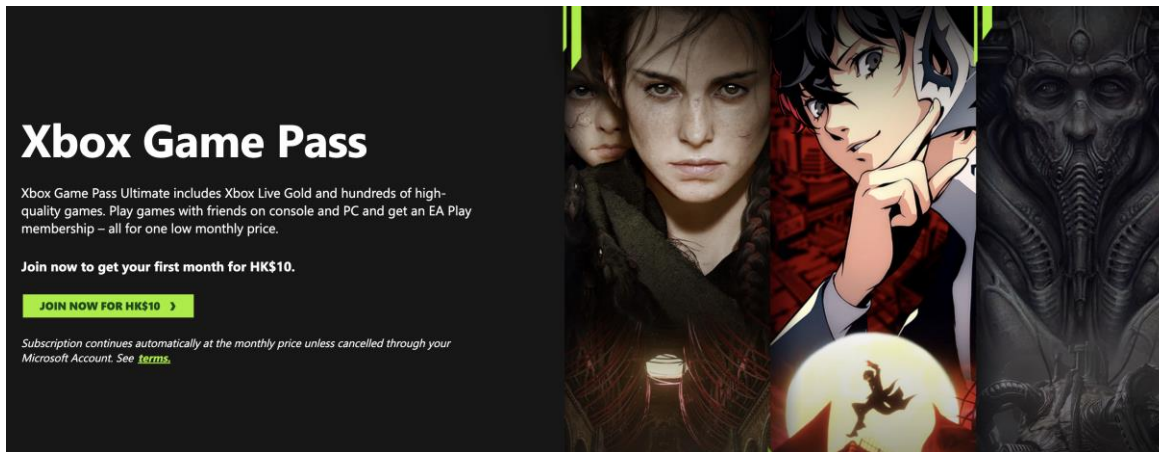 Xbox Game Pass
Xbox Game Pass Ultimate includes Xbox Live Gold and hundreds of high-
quality games. Play games with friends on console and PC and get an EA Play
membership – all for one low monthly price.
Join now to get your first month for HK$10.
JOIN NOW FOR HK$10 ❯
Subscription continues automatically at the monthly price unless cancelled through your
Microsoft Account. See terms.